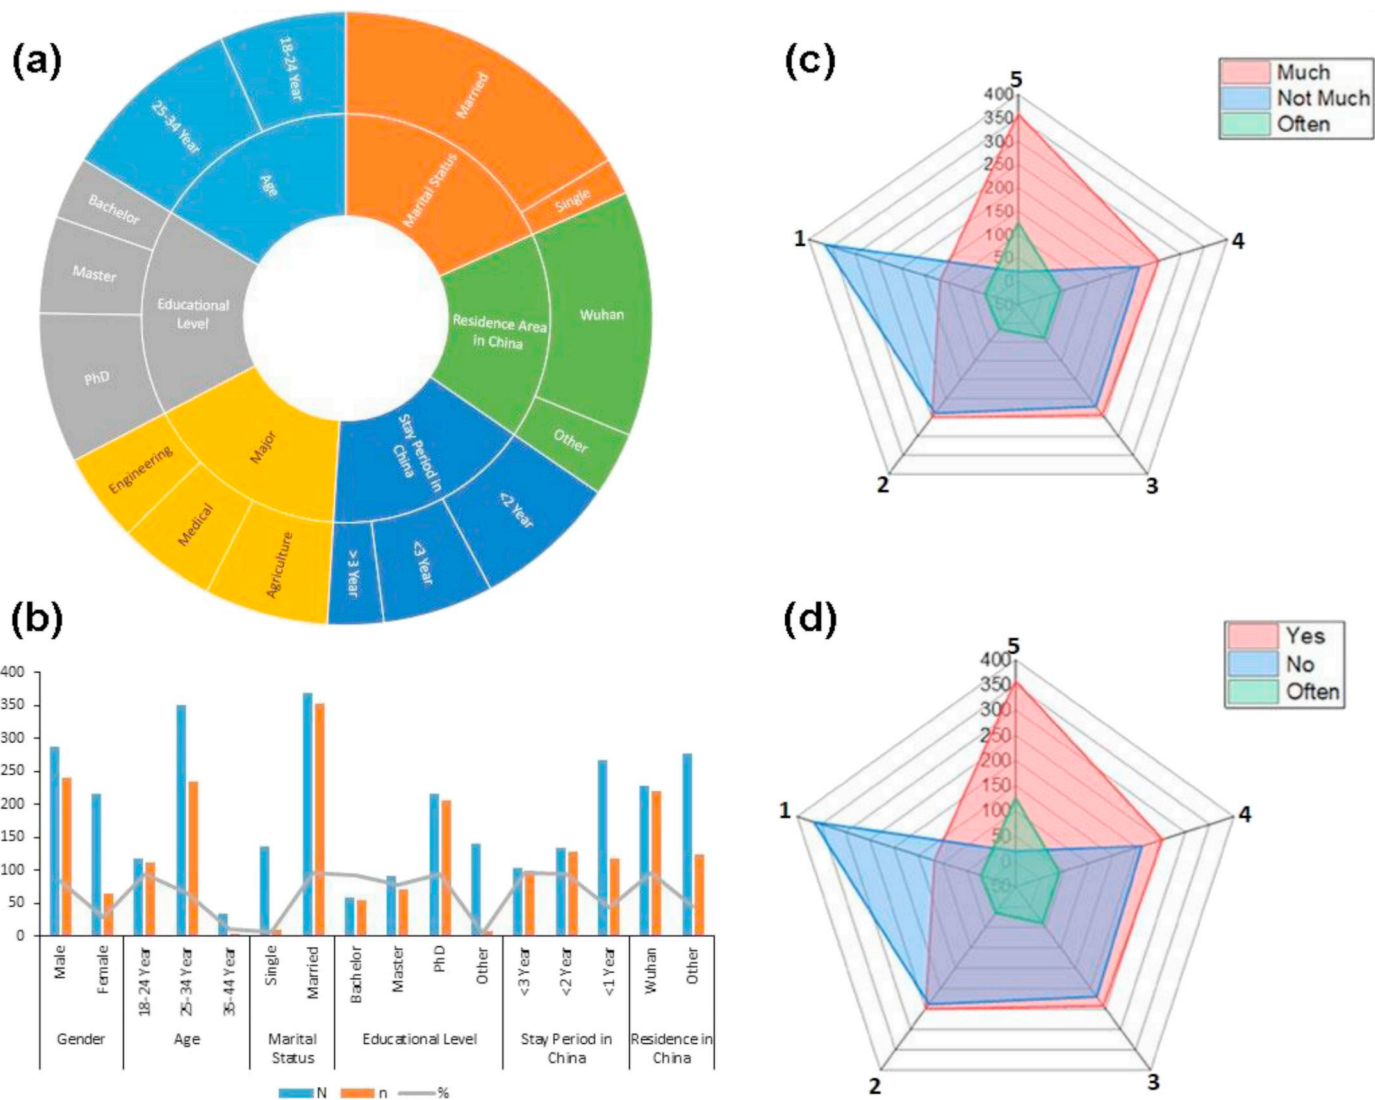 (a)
18-24 Year
25-34 Year
Age
Married
Marital Status
Single
Bachelor
Master
PhD
Educational
Level
Wuhan
Residence Area
in China
Other
Engineering
Medical
Agriculture
Major
Stay Period in
China
>3 Year
<3 Year
<2 Year
(b)
400
350
300
250
200
150
100
50
0
Male
Female
18-24 Year
25-34 Year
35-44 Year
Single
Married
Bachelor
Master
PhD
Other
<3 Year
<2 Year
<1 Year
Wuhan
Other
Gender
Age
Marital
Status
Educational Level
Stay Period in
China
Residence in
China
N
n
%
(c)
Much
Not Much
Often
5
400
350
300
250
200
150
100
50
0
50
1
4
2
3
(d)
Yes
No
Often
5
400
350
300
250
200
150
100
50
0
50
1
4
2
3